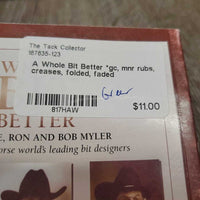 The Tack Collector
187835-123
A Whole Bit Better *gc, mnr rubs,
creases, folded, faded
$11.00
817HAW
BETTER
E, RON AND BOB MYLER
orse world's leading bit designers